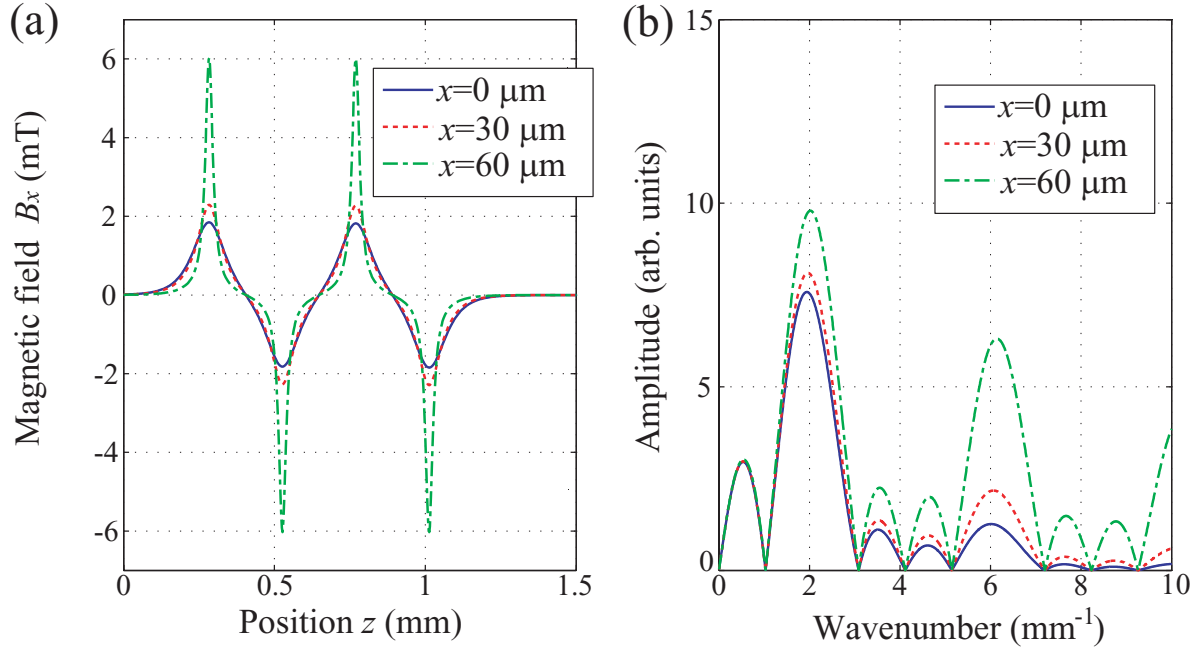 (a)
Magnetic field Bx (mT)
6
4
2
0
-2
-4
-6
x=0 μm
x=30 μm
x=60 μm
0
0.5
1
1.5
Position z (mm)
(b)
Amplitude (arb. units)
15
10
5
0
x=0 μm
x=30 μm
x=60 μm
0
2
4
6
8
10
Wavenumber (mm⁻¹)